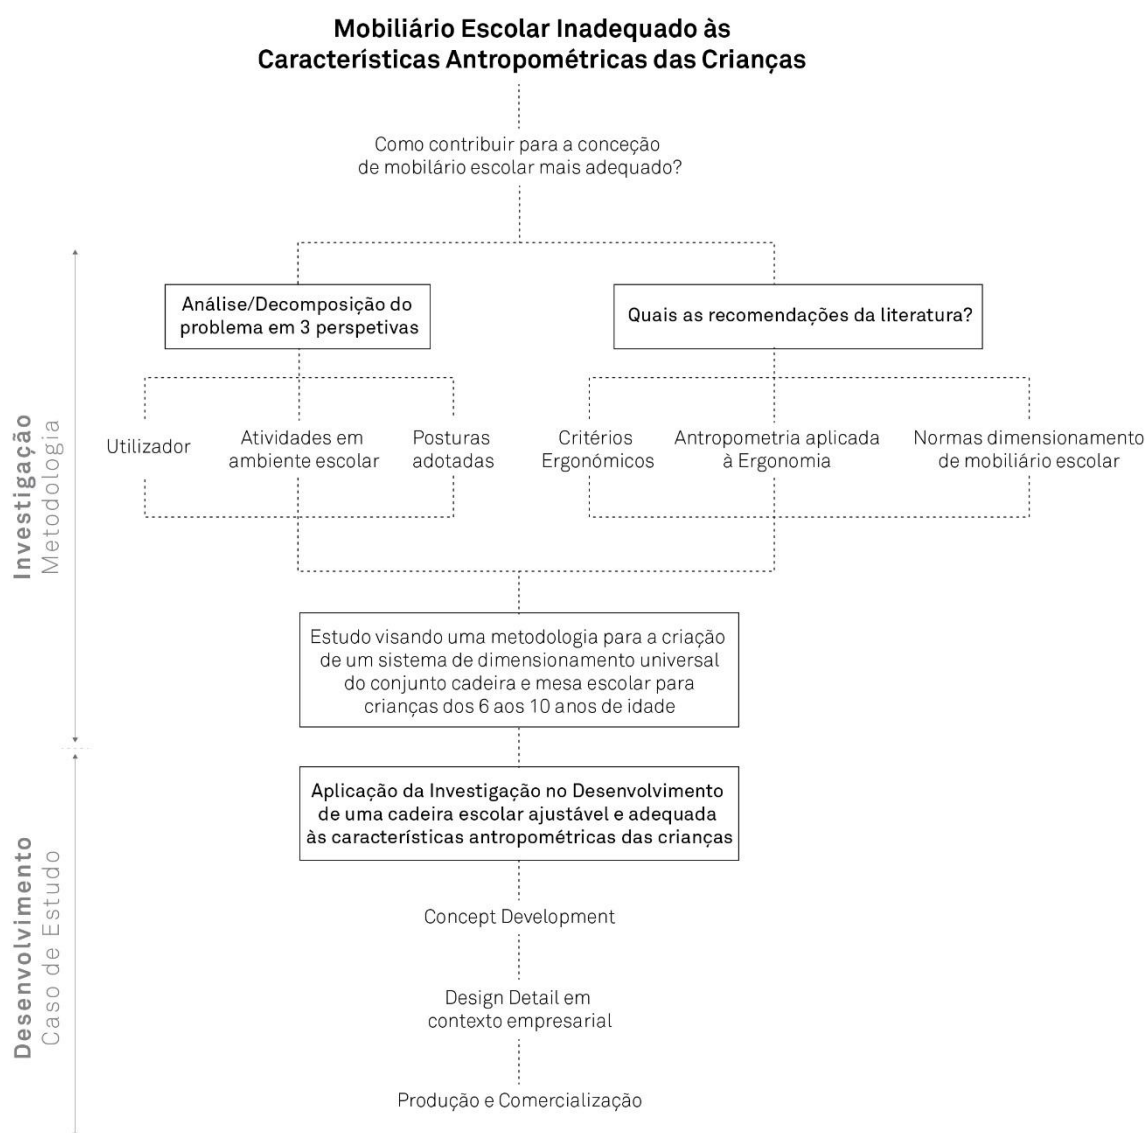 Mobiliário Escolar Inadequado às
Características Antropométricas das Crianças
Como contribuir para a conceção
de mobilário escolar mais adequado?
Investigação
Metodologia
Análise/Decomposição do
problema em 3 perspetivas
Quais as recomendações da literatura?
Utilizador
Atividades em
ambiente escolar
Posturas
adotadas
Critérios
Ergonómicos
Antropometria aplicada
à Ergonomia
Normas dimensionamento
de mobiliário escolar
Estudo visando uma metodologia para a criação
de um sistema de dimensionamento universal
do conjunto cadeira e mesa escolar para
crianças dos 6 aos 10 anos de idade
Desenvolvimento
Caso de Estudo
Aplicação da Investigação no Desenvolvimento
de uma cadeira escolar ajustável e adequada
às características antropométricas das crianças
Concept Development
Design Detail em
contexto empresarial
Produção e Comercialização